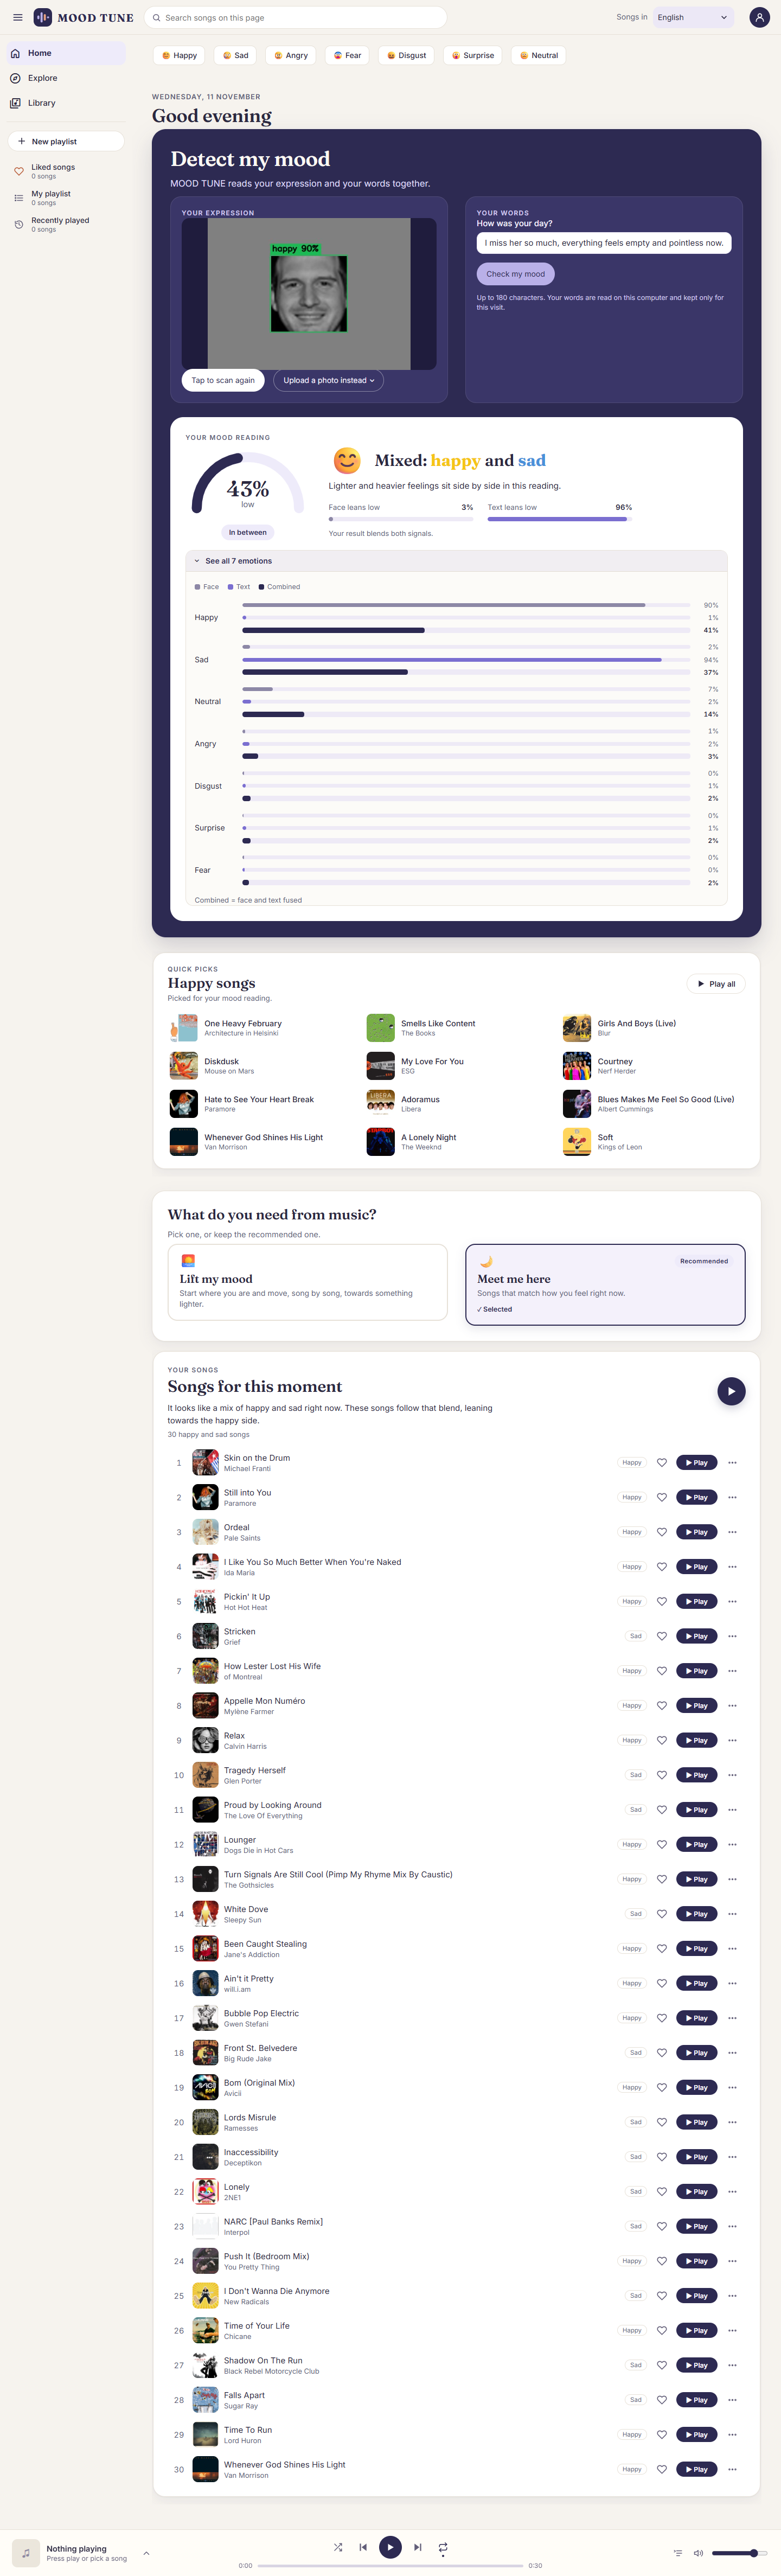 MOOD TUNE
Search songs on this page
Songs in
English
Home
Explore
Library
New playlist
Liked songs
0 songs
My playlist
0 songs
Recently played
0 songs
Happy
Sad
Angry
Fear
Disgust
Surprise
Neutral
WEDNESDAY, 11 NOVEMBER
Good evening
Detect my mood
MOOD TUNE reads your expression and your words together.
YOUR EXPRESSION
happy 90%
Tap to scan again
Upload a photo instead
YOUR WORDS
How was your day?
I miss her so much, everything feels empty and pointless now.
Check my mood
Up to 180 characters. Your words are read on this computer and kept only for
this visit.
YOUR MOOD READING
43%
low
In between
Mixed: happy and sad
Lighter and heavier feelings sit side by side in this reading.
Face leans low 3%
Text leans low 96%
Your result blends both signals.
See all 7 emotions
Face Text Combined
Happy
90%
1%
41%
Sad
2%
94%
37%
Neutral
7%
2%
14%
Angry
1%
2%
3%
Disgust
0%
1%
2%
Surprise
0%
1%
2%
Fear
0%
0%
2%
Combined = face and text fused
QUICK PICKS
Happy songs
Picked for your mood reading.
Play all
One Heavy February
Architecture in Helsinki
Smells Like Content
The Books
Girls And Boys (Live)
Blur
Diskdusk
Mouse on Mars
My Love For You
ESG
Courtney
Nerf Herder
Hate to See Your Heart Break
Paramore
LIBERA
Adoramus
Libera
Blues Makes Me Feel So Good (Live)
Albert Cummings
Whenever God Shines His Light
Van Morrison
A Lonely Night
The Weeknd
Soft
Kings of Leon
What do you need from music?
Pick one, or keep the recommended one.
Lift my mood
Start where you are and move, song by song, towards something
lighter.
Recommended
Meet me here
Songs that match how you feel right now.
✓ Selected
YOUR SONGS
Songs for this moment
It looks like a mix of happy and sad right now. These songs follow that blend, leaning
towards the happy side.
30 happy and sad songs
1 Skin on the Drum Happy Play
Michael Franti
2 Still into You Happy Play
Paramore
3 Ordeal Happy Play
Pale Saints
4 I Like You So Much Better When You're Naked Happy Play
Ida Maria
5 Pickin' It Up Happy Play
Hot Hot Heat
6 Stricken Sad Play
Grief
7 How Lester Lost His Wife Happy Play
of Montreal
8 Appelle Mon Numéro Happy Play
Mylène Farmer
9 Relax Happy Play
Calvin Harris
10 Tragedy Herself Sad Play
Glen Porter
11 Proud by Looking Around Sad Play
The Love Of Everything
12 Lounger Happy Play
Dogs Die in Hot Cars
13 Turn Signals Are Still Cool (Pimp My Rhyme Mix By Caustic) Happy Play
The Gothsicles
14 White Dove Sad Play
Sleepy Sun
15 Been Caught Stealing Happy Play
Jane's Addiction
16 Ain't it Pretty Happy Play
will.i.am
17 Bubble Pop Electric Happy Play
Gwen Stefani
18 Front St. Belvedere Sad Play
Big Rude Jake
19 Bom (Original Mix) Happy Play
Avicii
20 Lords Misrule Sad Play
Ramesses
21 Inaccessibility Sad Play
Deceptikon
22 Lonely Sad Play
2NE1
23 NARC [Paul Banks Remix] Sad Play
Interpol
24 Push It (Bedroom Mix) Happy Play
You Pretty Thing
25 I Don't Wanna Die Anymore Sad Play
New Radicals
26 Time of Your Life Happy Play
Chicane
27 Shadow On The Run Sad Play
Black Rebel Motorcycle Club
28 Falls Apart Sad Play
Sugar Ray
29 Time To Run Happy Play
Lord Huron
30 Whenever God Shines His Light Happy Play
Van Morrison
Nothing playing
Press play or pick a song
0:00
0:30